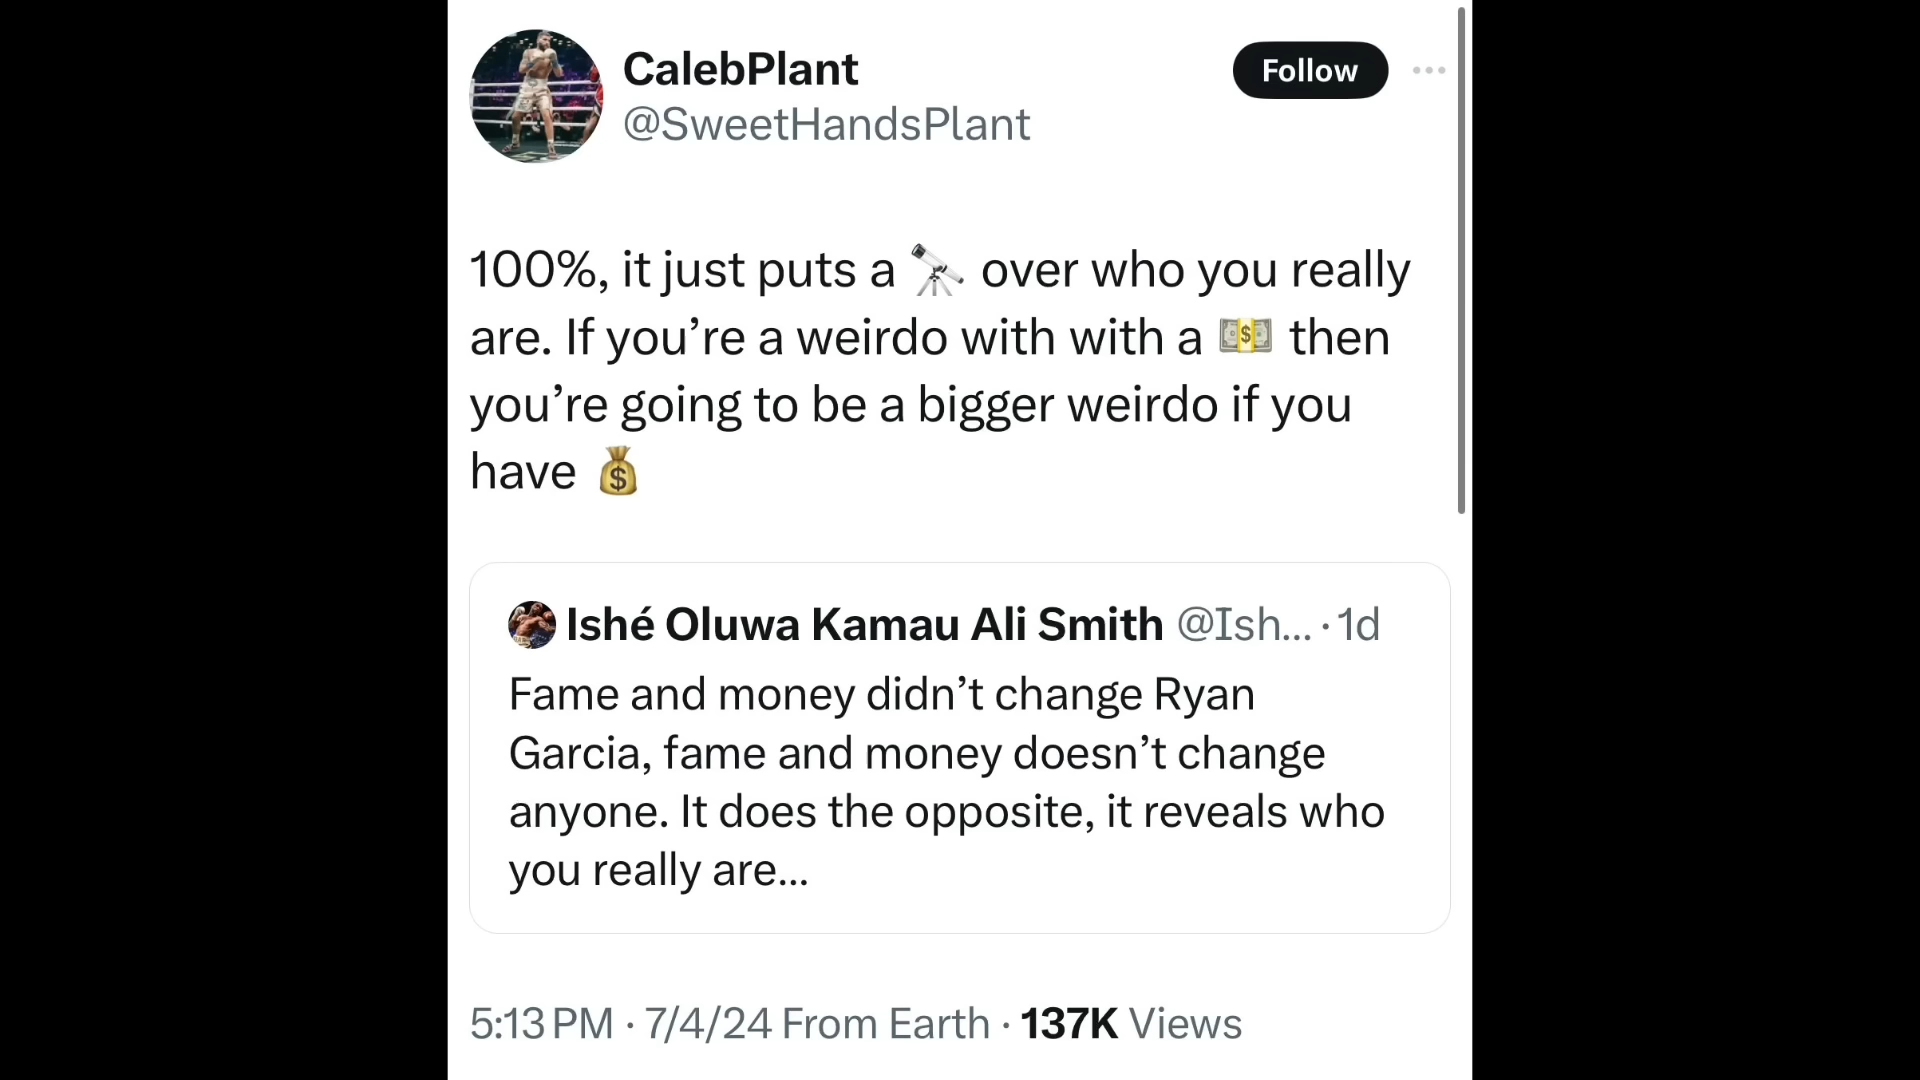 CalebPlant
Follow
@SweetHandsPlant
100%, it just puts a 🔭 over who you really
are. If you’re a weirdo with with a 💵 then
you’re going to be a bigger weirdo if you
have 💰
Ishé Oluwa Kamau Ali Smith @Ish... · 1d
Fame and money didn’t change Ryan
Garcia, fame and money doesn’t change
anyone. It does the opposite, it reveals who
you really are...
5:13 PM · 7/4/24 From Earth · 137K Views